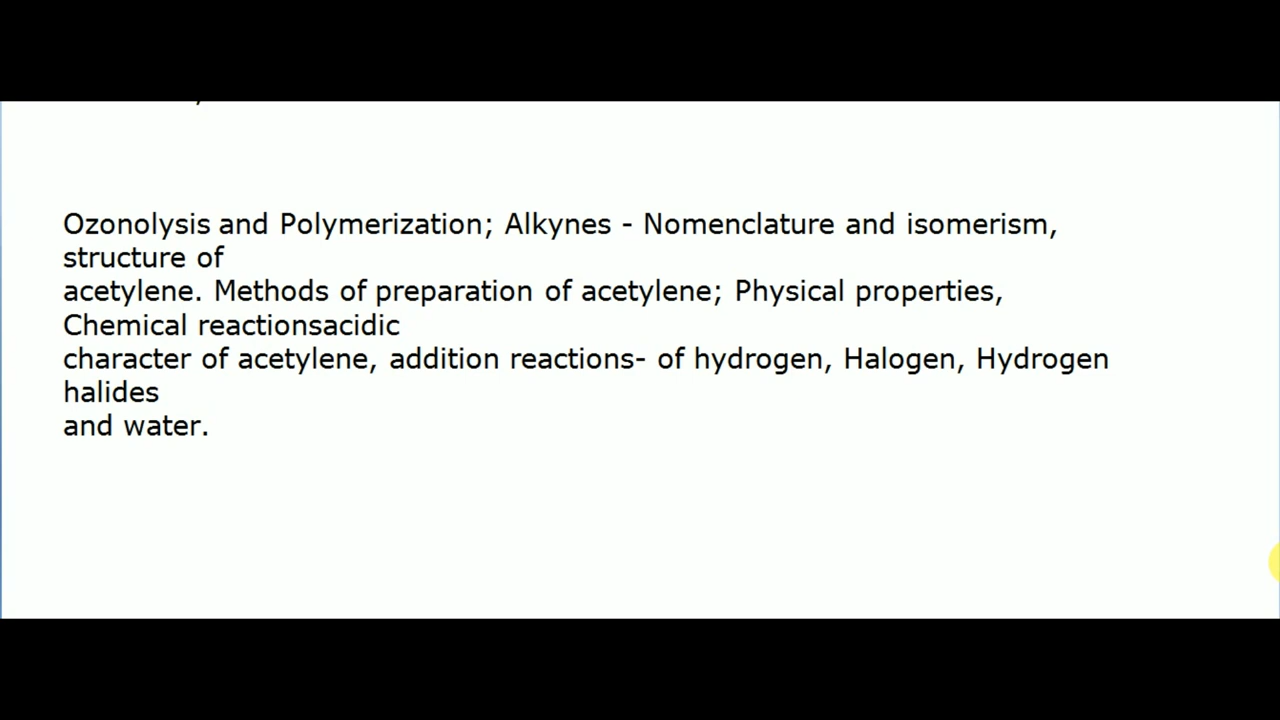 Ozonolysis and Polymerization; Alkynes - Nomenclature and isomerism,
structure of
acetylene. Methods of preparation of acetylene; Physical properties,
Chemical reactionsacidic
character of acetylene, addition reactions- of hydrogen, Halogen, Hydrogen
halides
and water.